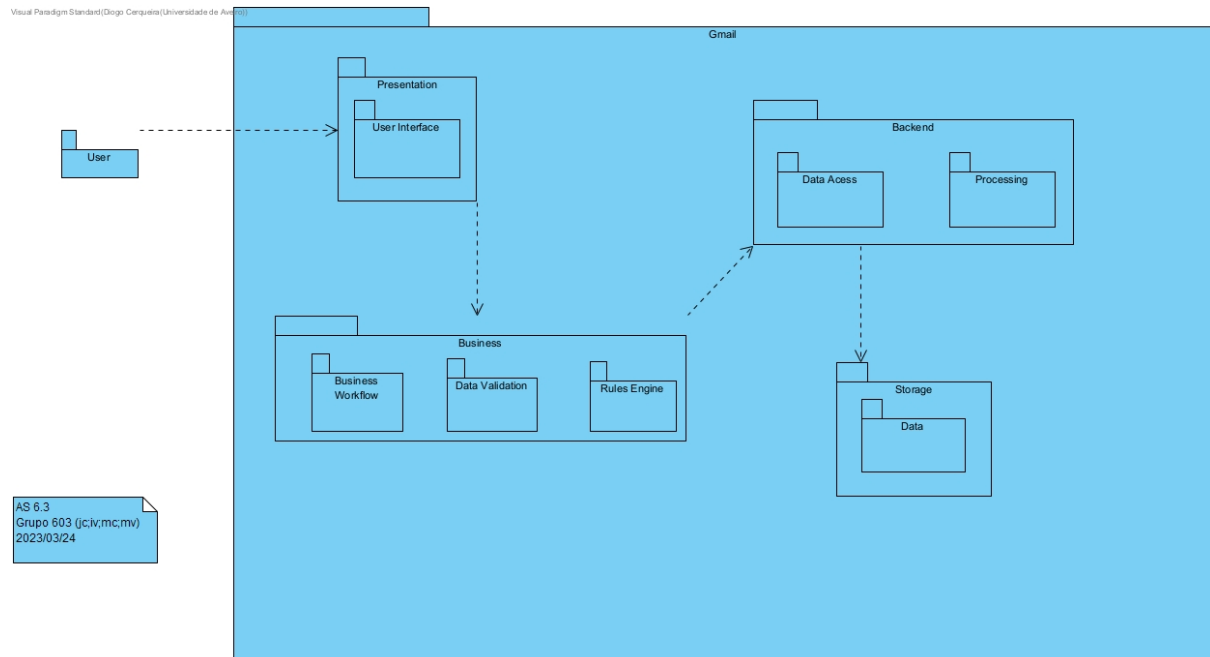 Visual Paradigm Standard(Diogo Cerqueira(Universidade de Aveiro))
Gmail
Presentation
User Interface
User
Backend
Data Acess
Processing
Business
Business
Workflow
Data Validation
Rules Engine
Storage
Data
AS 6.3
Grupo 603 (jc;iv;mc;mv)
2023/03/24